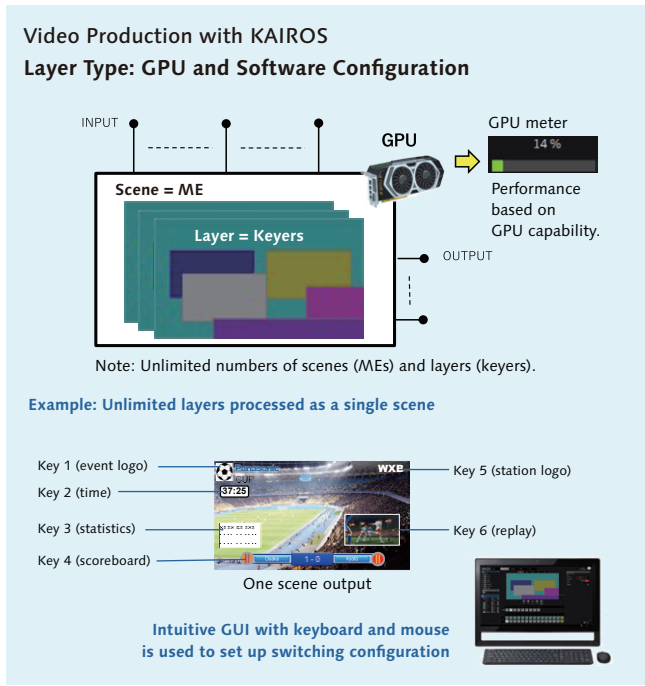 Video Production with KAIROS
Layer Type: GPU and Software Configuration
INPUT
GPU
GPU meter
14 %
Performance
based on
GPU capability.
Scene = ME
Layer = Keyers
OUTPUT
Note: Unlimited numbers of scenes (MEs) and layers (keyers).
Example: Unlimited layers processed as a single scene
Key 1 (event logo)
Key 2 (time)
Key 3 (statistics)
Key 4 (scoreboard)
Panasonic
CUP
37:25
wxe
1 - 0
Key 5 (station logo)
Key 6 (replay)
One scene output
Intuitive GUI with keyboard and mouse
is used to set up switching configuration